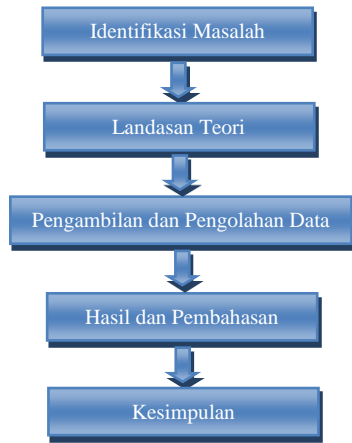 Identifikasi Masalah
Landasan Teori
Pengambilan dan Pengolahan Data
Hasil dan Pembahasan
Kesimpulan